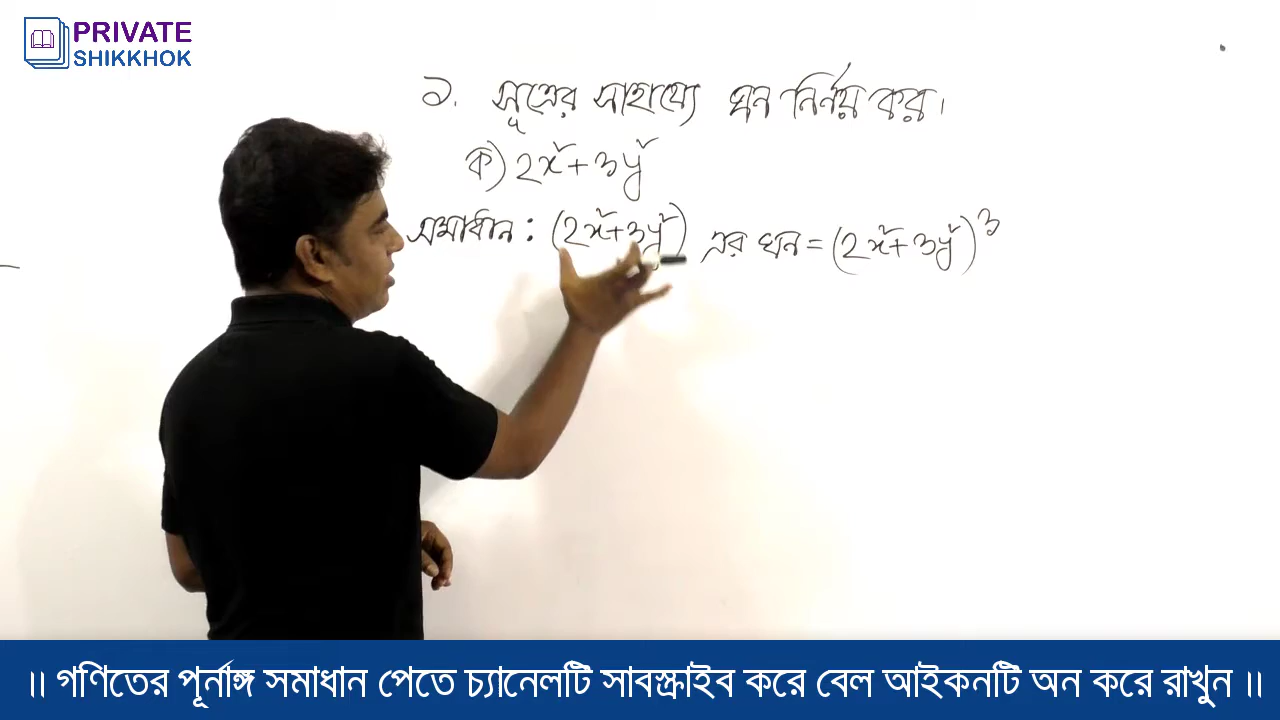 PRIVATE
SHIKKHOK
১. সূত্রের সাহায্যে ঘন নির্ণয় কর।
ক) 2x²+3y²
সমাধান : (2x²+3y²) এর ঘন = (2x²+3y²)³
॥ গণিতের পূর্নাঙ্গ সমাধান পেতে চ্যানেলটি সাবস্ক্রাইব করে বেল আইকনটি অন করে রাখুন ॥